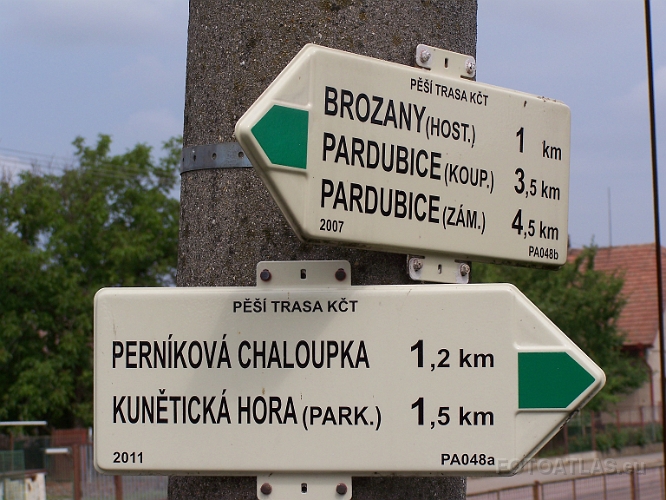 PĚŠÍ TRASA KČT
BROZANY (HOST.) 1 km
PARDUBICE (KOUP.) 3,5 km
PARDUBICE (ZÁM.) 4,5 km
2007 PA048b
PĚŠÍ TRASA KČT
PERNÍKOVÁ CHALOUPKA 1,2 km
KUNĚTICKÁ HORA (PARK.) 1,5 km
2011 PA048a
FOTOATLAS.eu